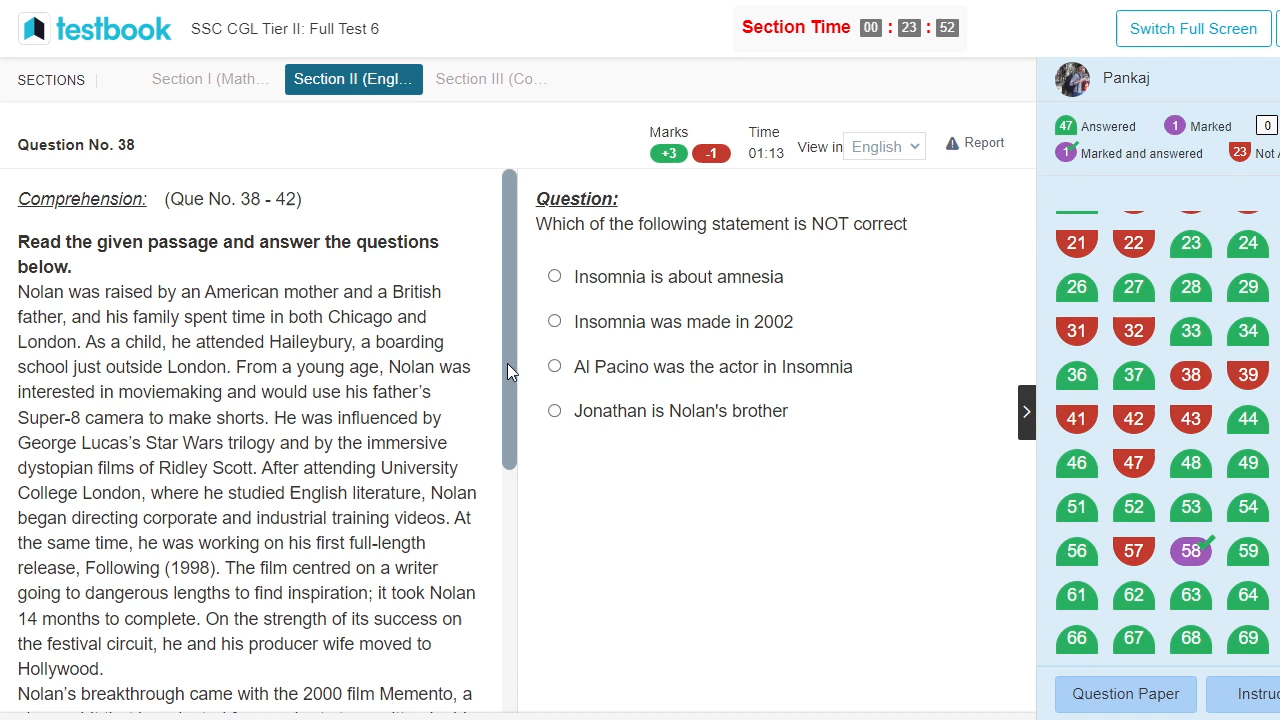 testbook SSC CGL Tier II: Full Test 6 Section Time 00 : 23 : 52 Switch Full Screen
SECTIONS Section I (Math... Section II (Engl... Section III (Co... Pankaj
Question No. 38 Marks +3 -1 Time 01:13 View in English Report
47 Answered 1 Marked 0
1 Marked and answered 23 Not
Comprehension: (Que No. 38 - 42)
Read the given passage and answer the questions
below.
Nolan was raised by an American mother and a British
father, and his family spent time in both Chicago and
London. As a child, he attended Haileybury, a boarding
school just outside London. From a young age, Nolan was
interested in moviemaking and would use his father's
Super-8 camera to make shorts. He was influenced by
George Lucas's Star Wars trilogy and by the immersive
dystopian films of Ridley Scott. After attending University
College London, where he studied English literature, Nolan
began directing corporate and industrial training videos. At
the same time, he was working on his first full-length
release, Following (1998). The film centred on a writer
going to dangerous lengths to find inspiration; it took Nolan
14 months to complete. On the strength of its success on
the festival circuit, he and his producer wife moved to
Hollywood.
Nolan's breakthrough came with the 2000 film Memento, a
Question:
Which of the following statement is NOT correct
Insomnia is about amnesia
Insomnia was made in 2002
Al Pacino was the actor in Insomnia
Jonathan is Nolan's brother
21 22 23 24
26 27 28 29
31 32 33 34
36 37 38 39
41 42 43 44
46 47 48 49
51 52 53 54
56 57 58 59
61 62 63 64
66 67 68 69
Question Paper Instruc